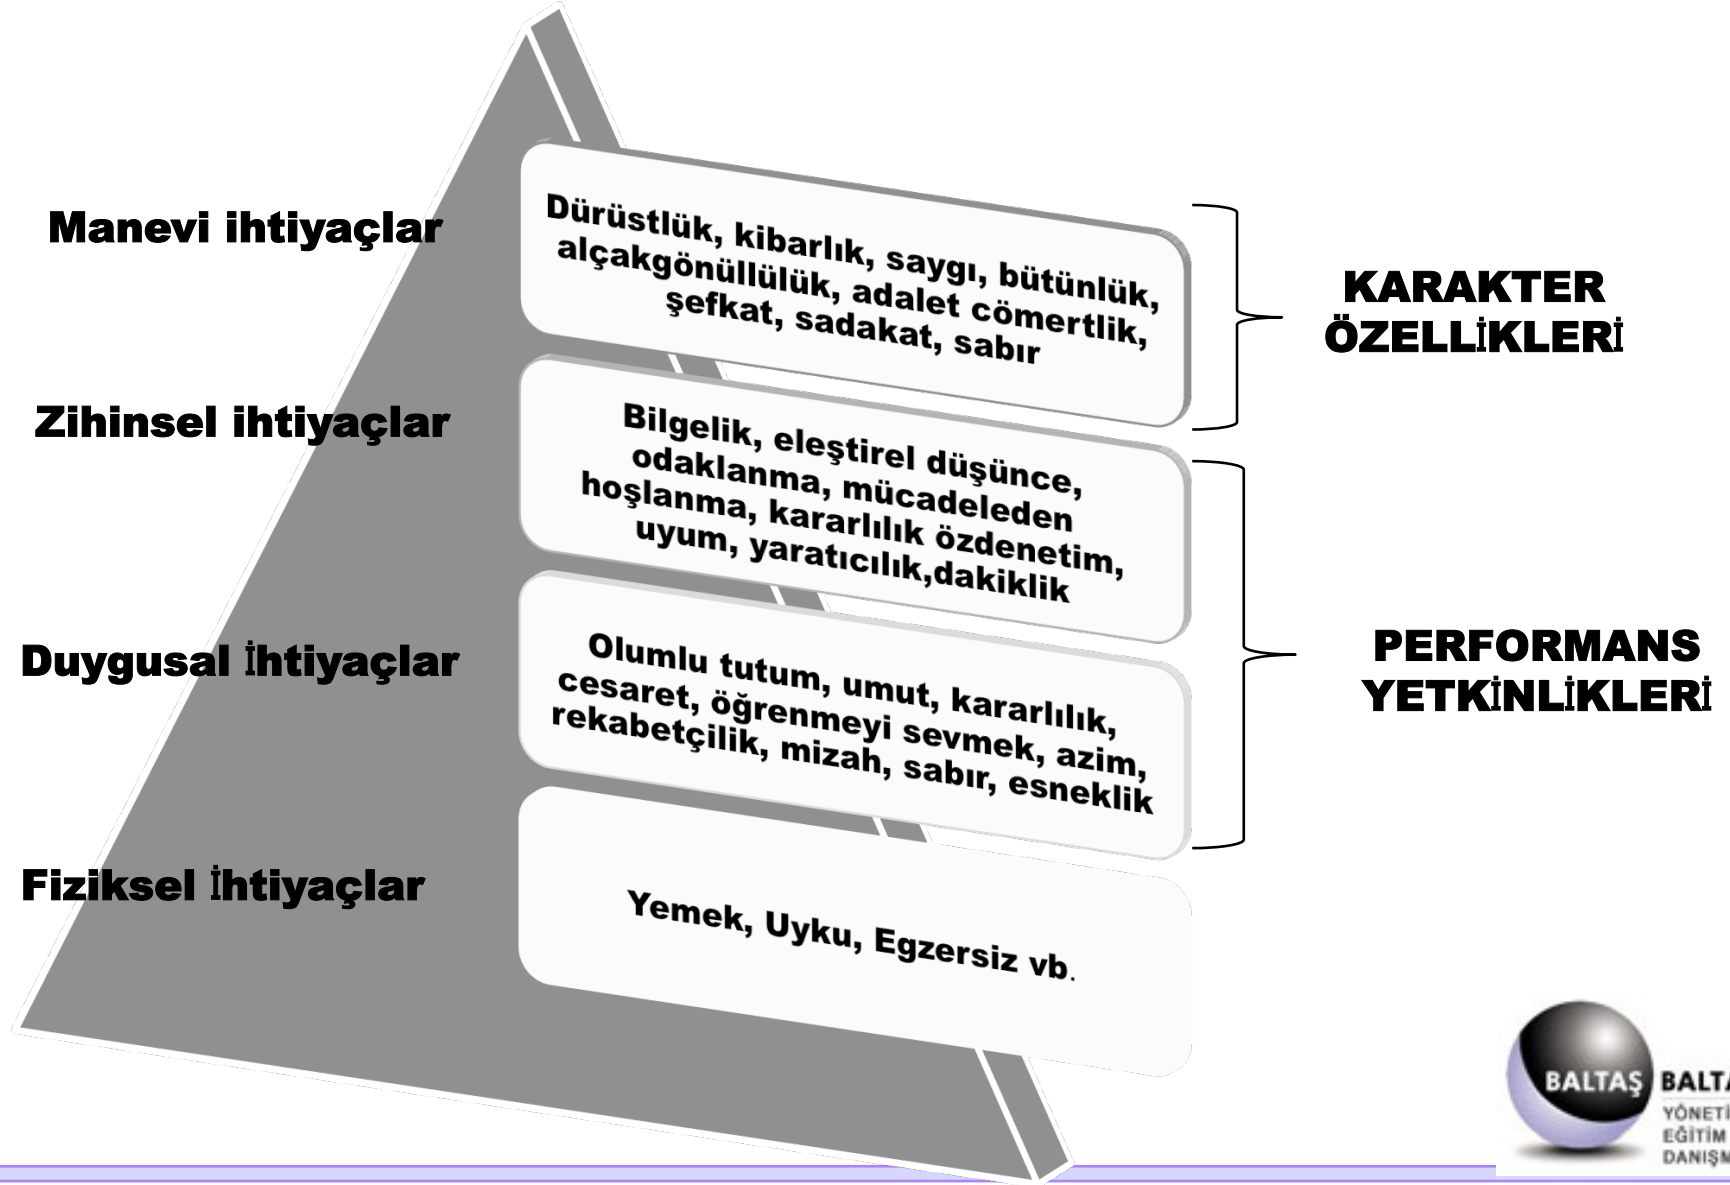 Manevi ihtiyaçlar
Dürüstlük, kibarlık, saygı, bütünlük,
alçakgönüllülük, adalet cömertlik,
şefkat, sadakat, sabır
KARAKTER
ÖZELLİKLERİ
Zihinsel ihtiyaçlar
Bilgelik, eleştirel düşünce,
odaklanma, mücadeleden
hoşlanma, kararlılık özdenetim,
uyum, yaratıcılık,dakiklik
Duygusal İhtiyaçlar
Olumlu tutum, umut, kararlılık,
cesaret, öğrenmeyi sevmek, azim,
rekabetçilik, mizah, sabır, esneklik
PERFORMANS
YETKİNLİKLERİ
Fiziksel İhtiyaçlar
Yemek, Uyku, Egzersiz vb.
BALTAŞ
EĞİTİM